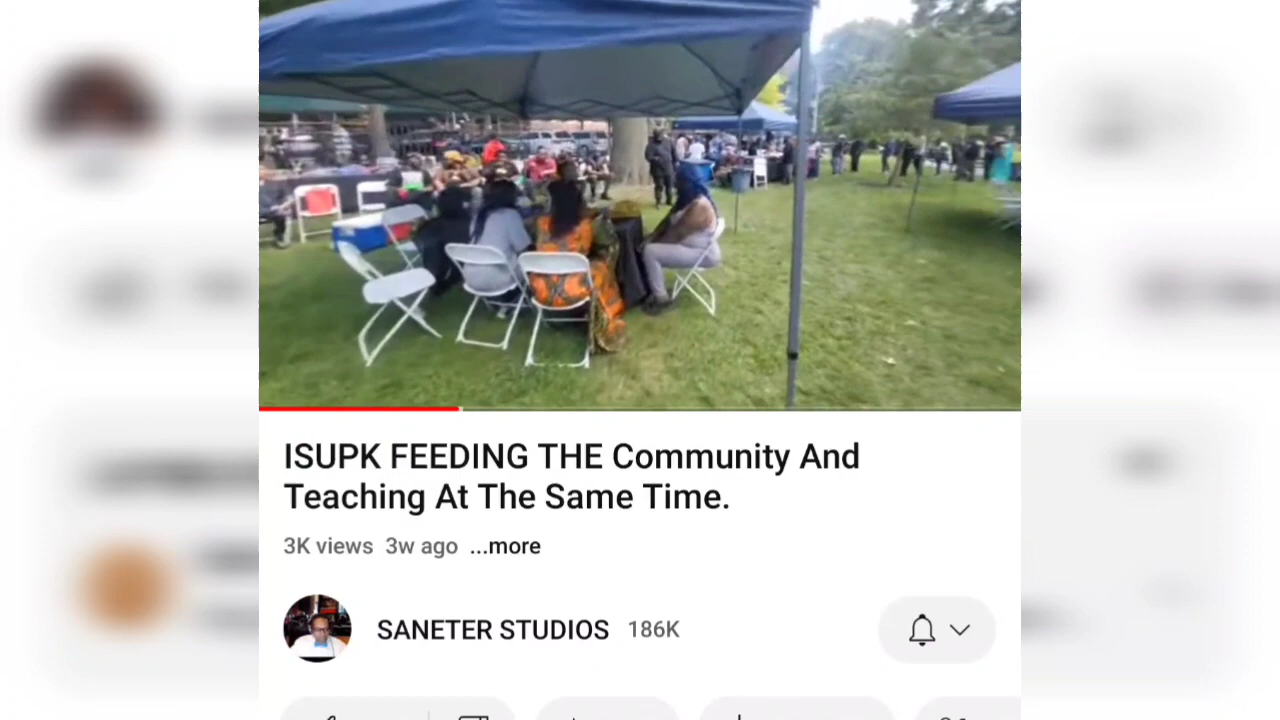 ISUPK FEEDING THE Community And
Teaching At The Same Time.
3K views 3w ago ...more
SANETER STUDIOS 186K